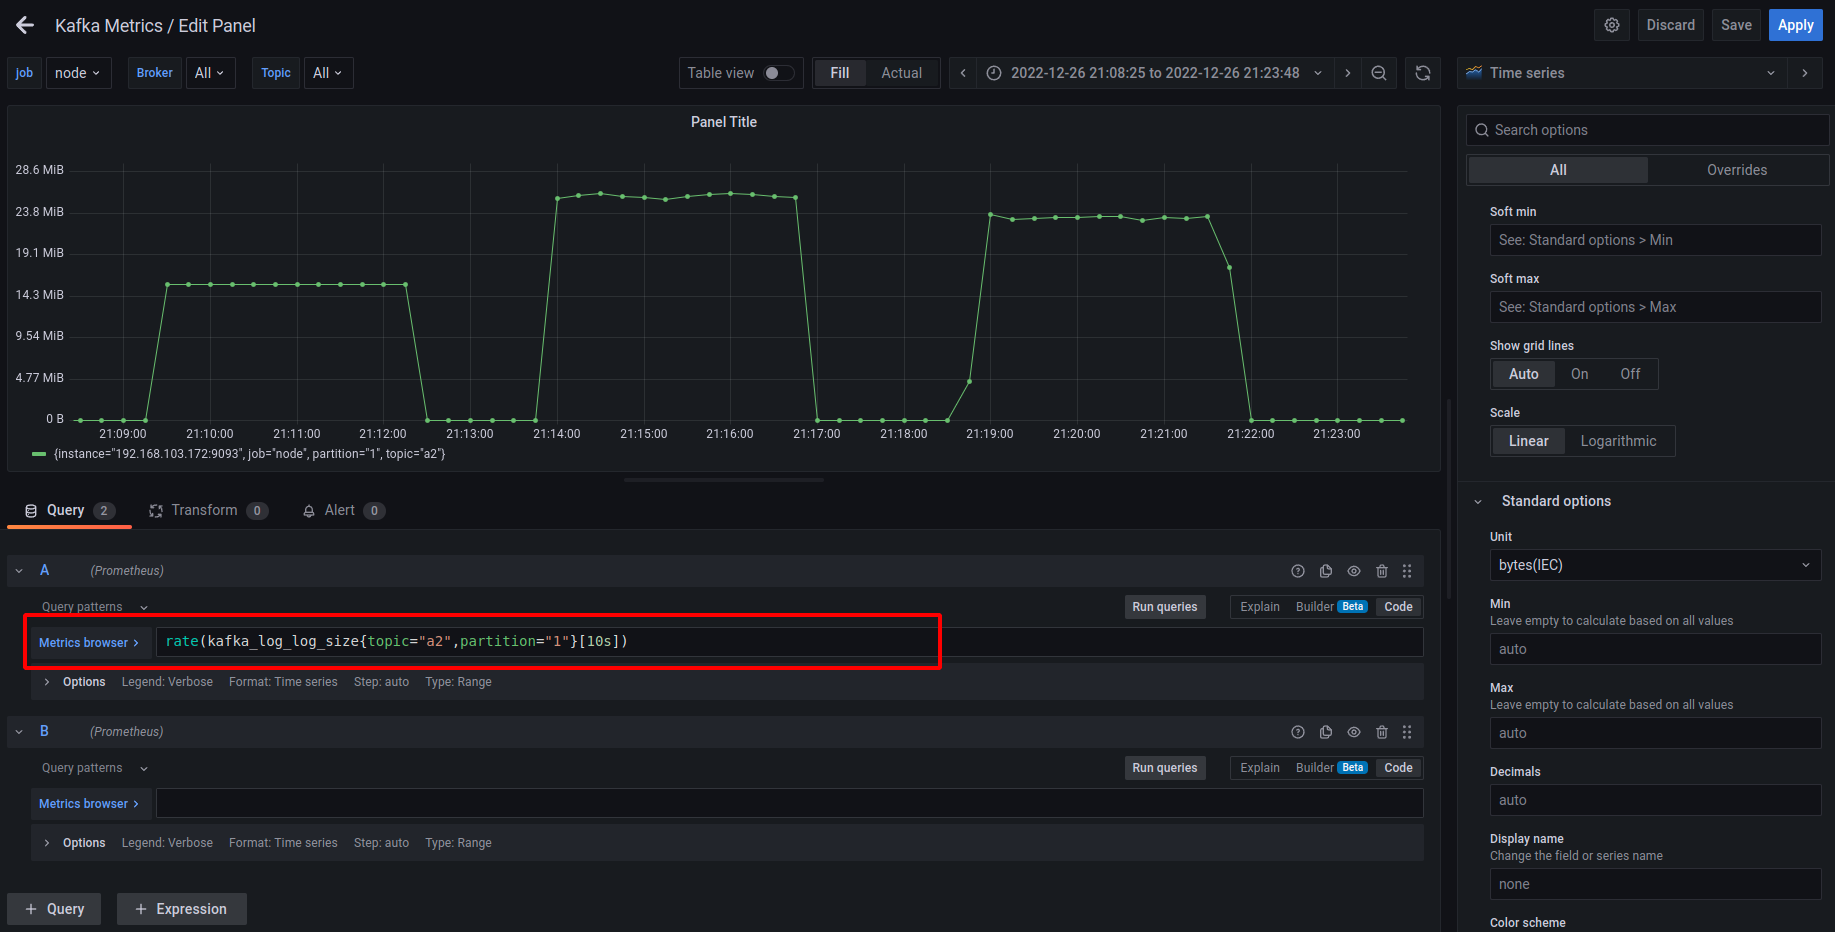 Kafka Metrics / Edit Panel
Discard
Save
Apply
job
node
Broker
All
Topic
All
Table view
Fill
Actual
2022-12-26 21:08:25 to 2022-12-26 21:23:48
Time series
Panel Title
28.6 MiB
23.8 MiB
19.1 MiB
14.3 MiB
9.54 MiB
4.77 MiB
0 B
21:09:00 21:10:00 21:11:00 21:12:00 21:13:00 21:14:00 21:15:00 21:16:00 21:17:00 21:18:00 21:19:00 21:20:00 21:21:00 21:22:00 21:23:00
{instance="192.168.103.172:9093", job="node", partition="1", topic="a2"}
Query 2
Transform 0
Alert 0
A (Prometheus)
Query patterns
Run queries
Explain Builder Beta Code
Metrics browser >
rate(kafka_log_log_size{topic="a2",partition="1"}[10s])
Options Legend: Verbose Format: Time series Step: auto Type: Range
B (Prometheus)
Query patterns
Run queries
Explain Builder Beta Code
Metrics browser >
Options Legend: Verbose Format: Time series Step: auto Type: Range
+ Query
+ Expression
Search options
All
Overrides
Soft min
See: Standard options > Min
Soft max
See: Standard options > Max
Show grid lines
Auto On Off
Scale
Linear Logarithmic
Standard options
Unit
bytes(IEC)
Min
Leave empty to calculate based on all values
auto
Max
Leave empty to calculate based on all values
auto
Decimals
auto
Display name
Change the field or series name
none
Color scheme